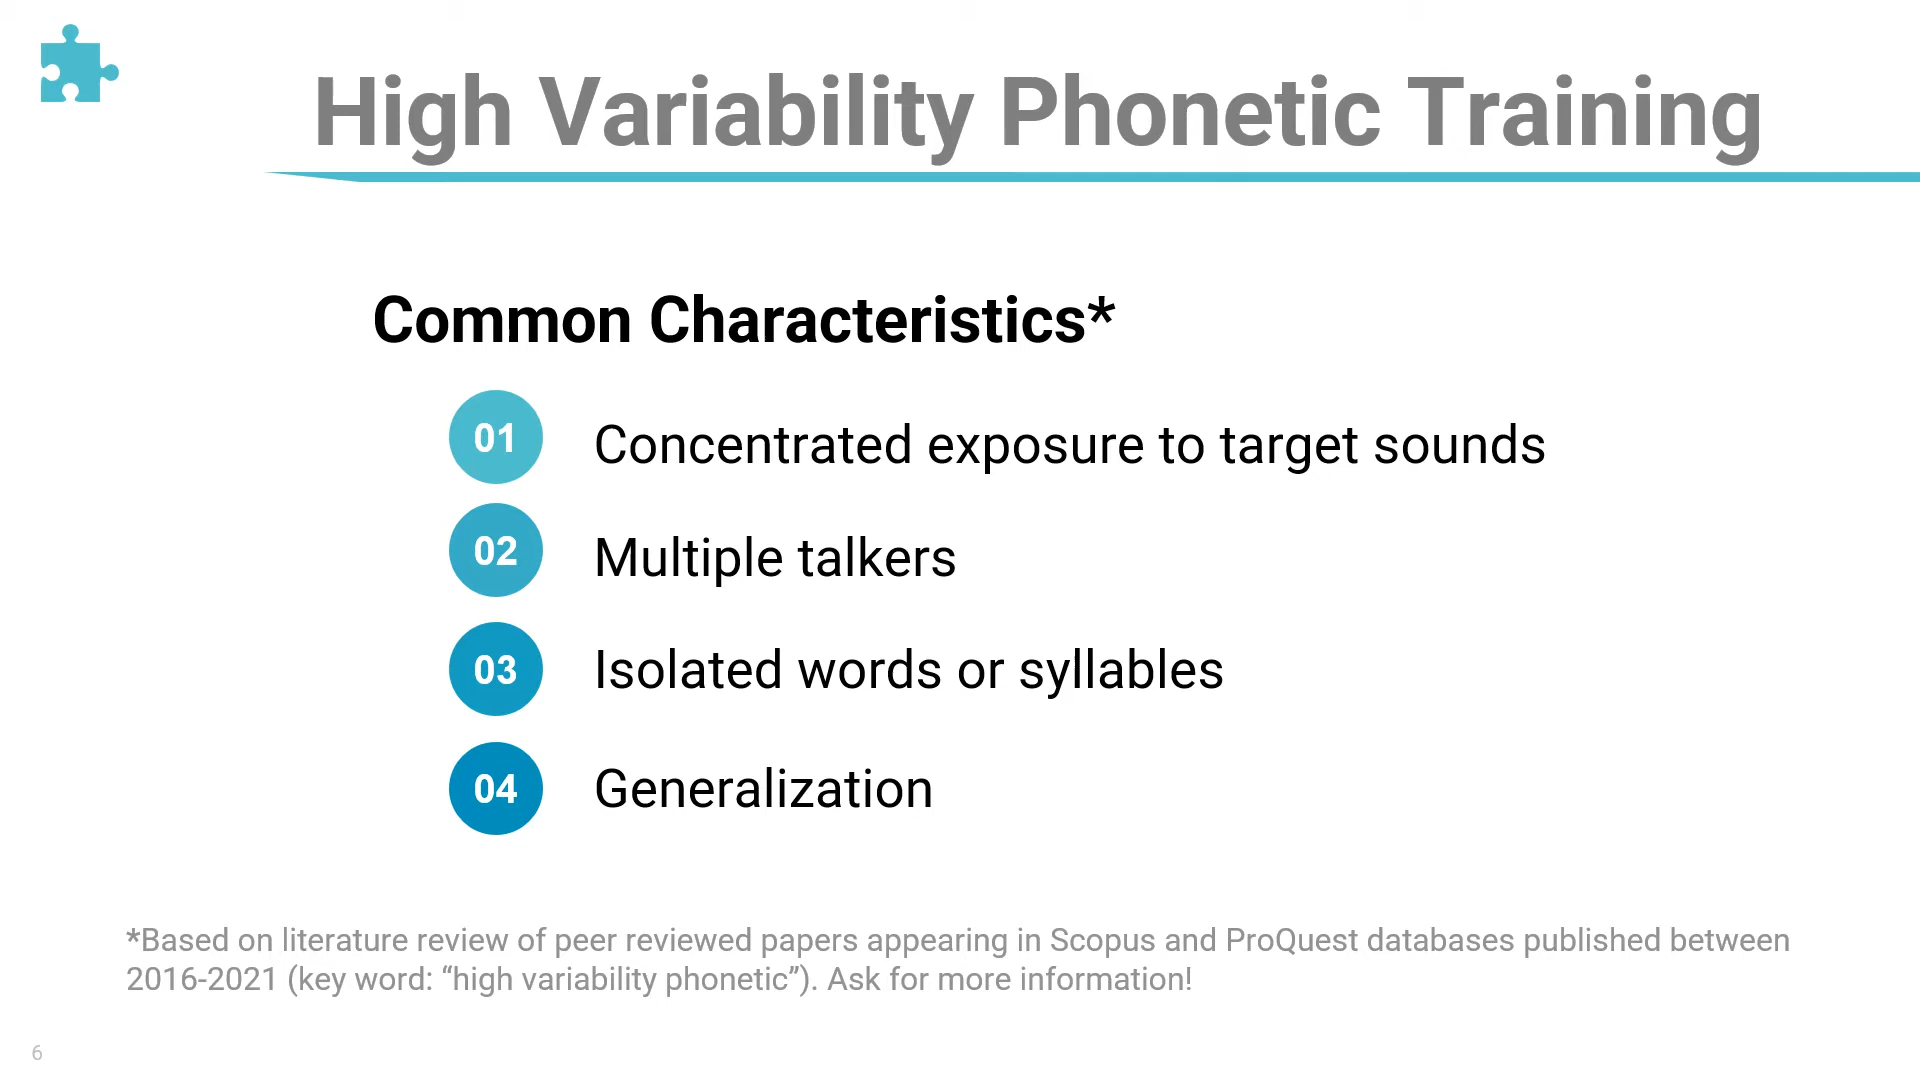 High Variability Phonetic Training
Common Characteristics*
01 Concentrated exposure to target sounds
02 Multiple talkers
03 Isolated words or syllables
04 Generalization
*Based on literature review of peer reviewed papers appearing in Scopus and ProQuest databases published between
2016-2021 (key word: “high variability phonetic”). Ask for more information!
6